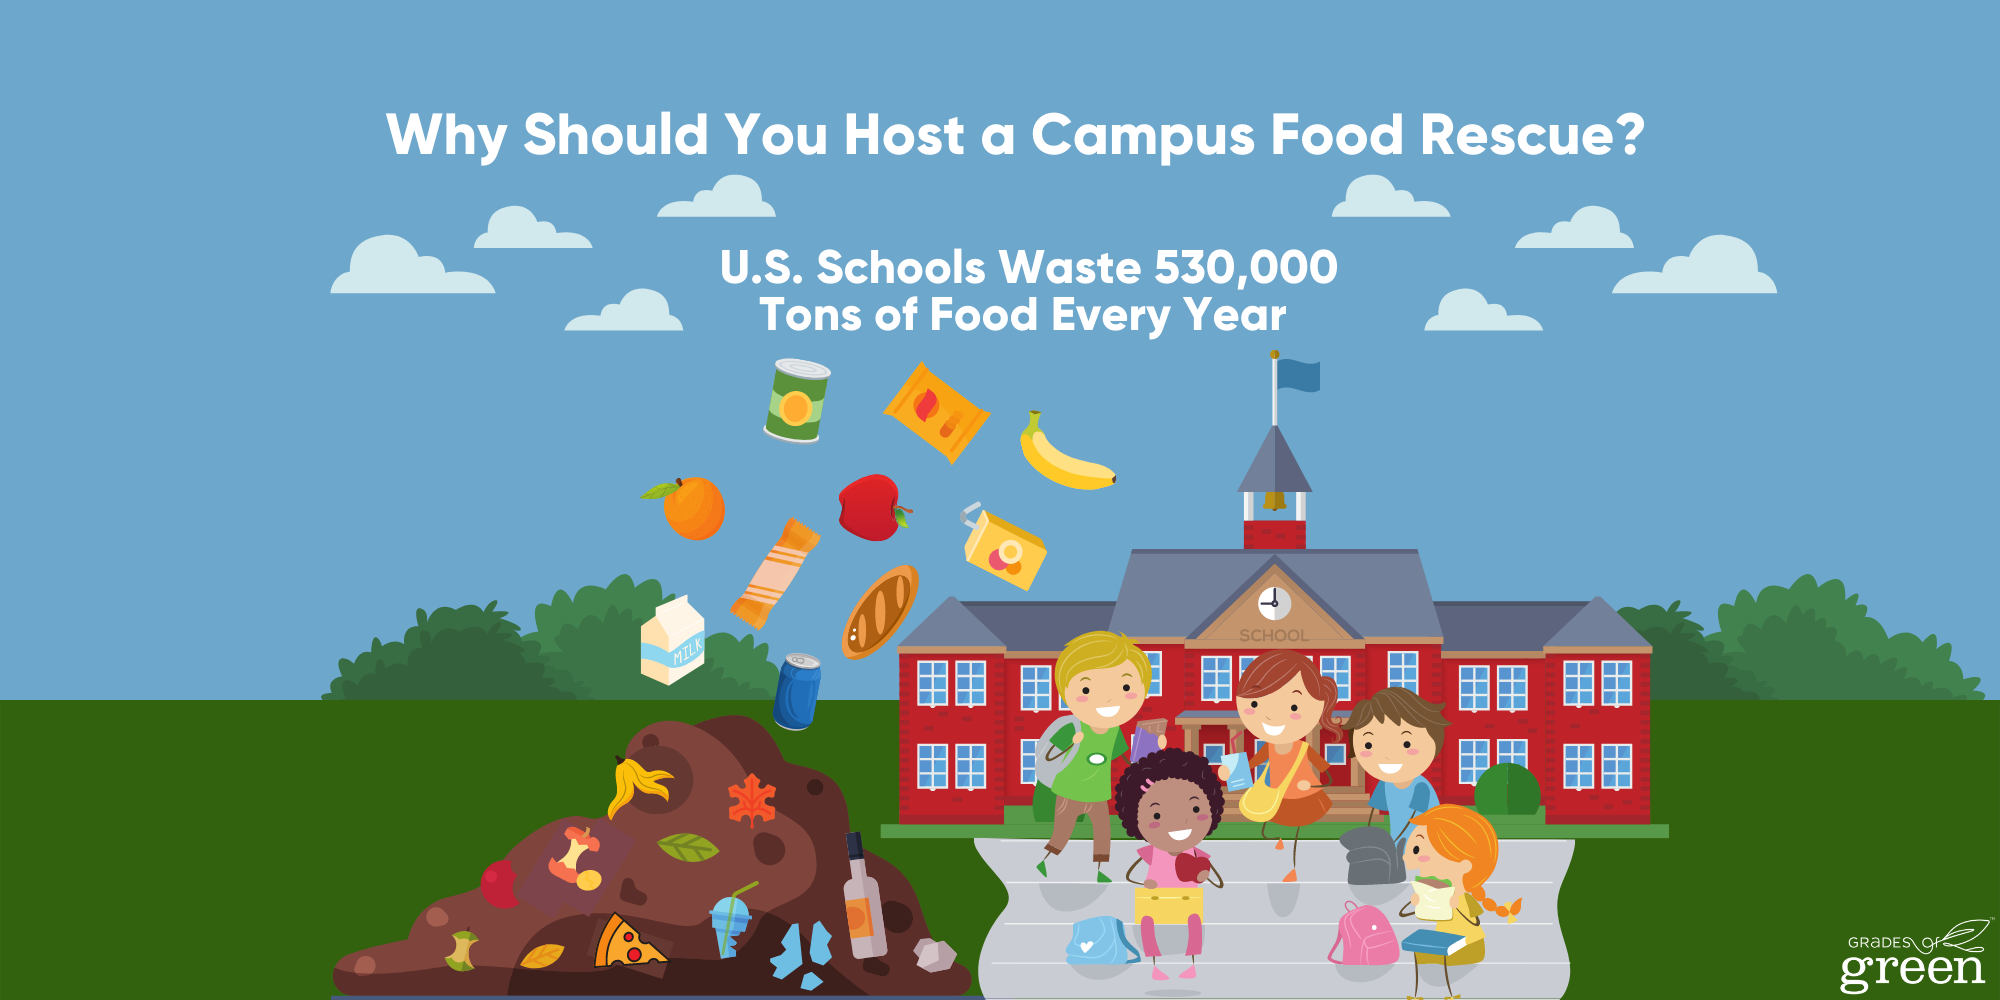 Why Should You Host a Campus Food Rescue?
U.S. Schools Waste 530,000
Tons of Food Every Year
SCHOOL
MILK
GRADES of
green